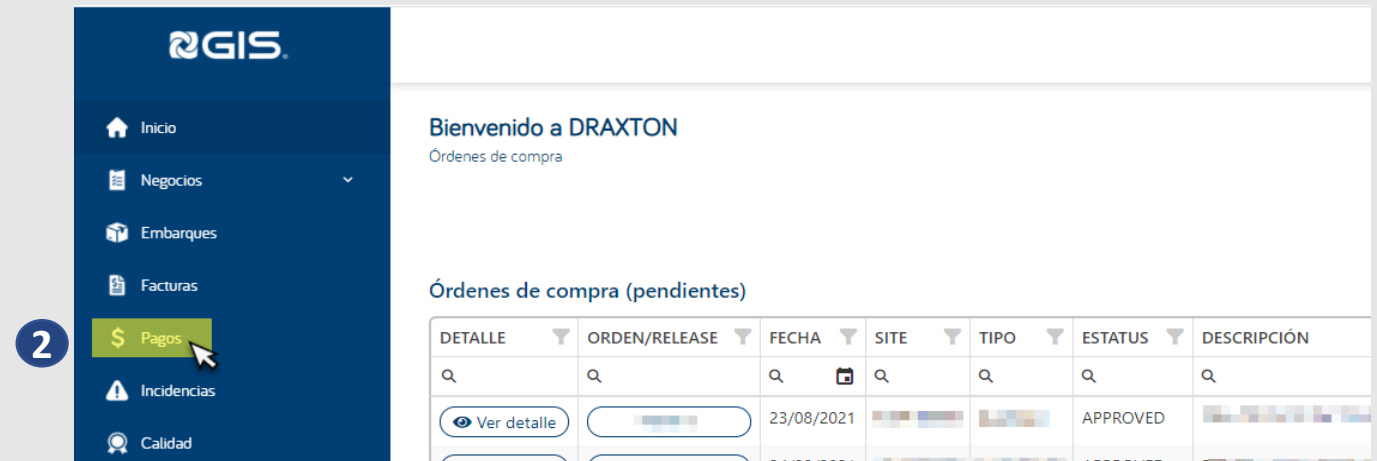 GIS.
Inicio
Negocios
Embarques
Facturas
2
$ Pagos
Incidencias
Calidad
Bienvenido a DRAXTON
Órdenes de compra
Órdenes de compra (pendientes)
DETALLE ORDEN/RELEASE FECHA SITE TIPO ESTATUS DESCRIPCIÓN
Ver detalle 23/08/2021 APPROVED